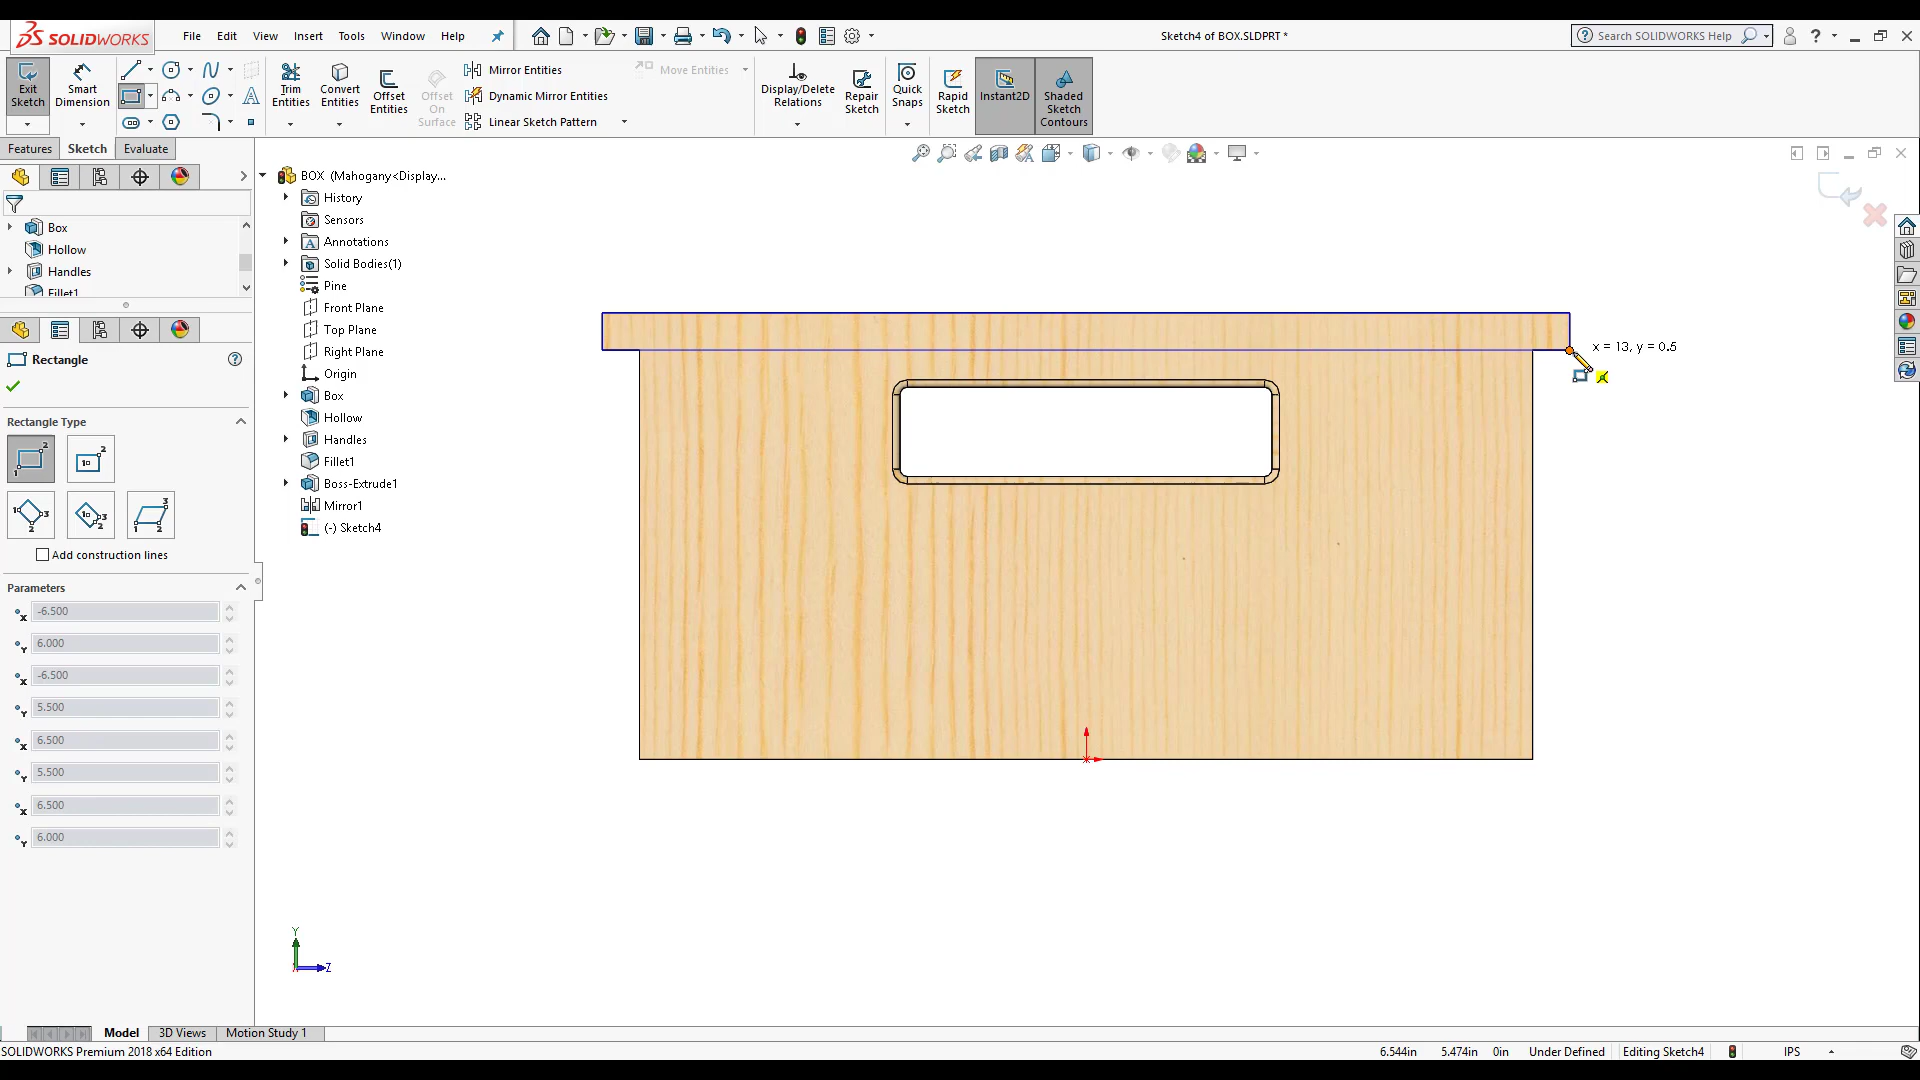 SOLIDWORKS
File Edit View Insert Tools Window Help
Sketch4 of BOX.SLDPRT *
Search SOLIDWORKS Help
Exit Sketch
Smart Dimension
Trim Entities
Convert Entities
Offset Entities
Offset On Surface
Mirror Entities
Dynamic Mirror Entities
Linear Sketch Pattern
Move Entities
Display/Delete Relations
Repair Sketch
Quick Snaps
Rapid Sketch
Instant2D
Shaded Sketch Contours
Features Sketch Evaluate
Box
Hollow
Handles
Fillet1
Rectangle
Rectangle Type
Add construction lines
Parameters
-6.500
6.000
-6.500
5.500
6.500
5.500
6.500
6.000
BOX (Mahogany<Display...
History
Sensors
Annotations
Solid Bodies(1)
Pine
Front Plane
Top Plane
Right Plane
Origin
Box
Hollow
Handles
Fillet1
Boss-Extrude1
Mirror1
(-) Sketch4
x = 13, y = 0.5
Y
Z
Model 3D Views Motion Study 1
SOLIDWORKS Premium 2018 x64 Edition
6.544in 5.474in 0in Under Defined Editing Sketch4 IPS